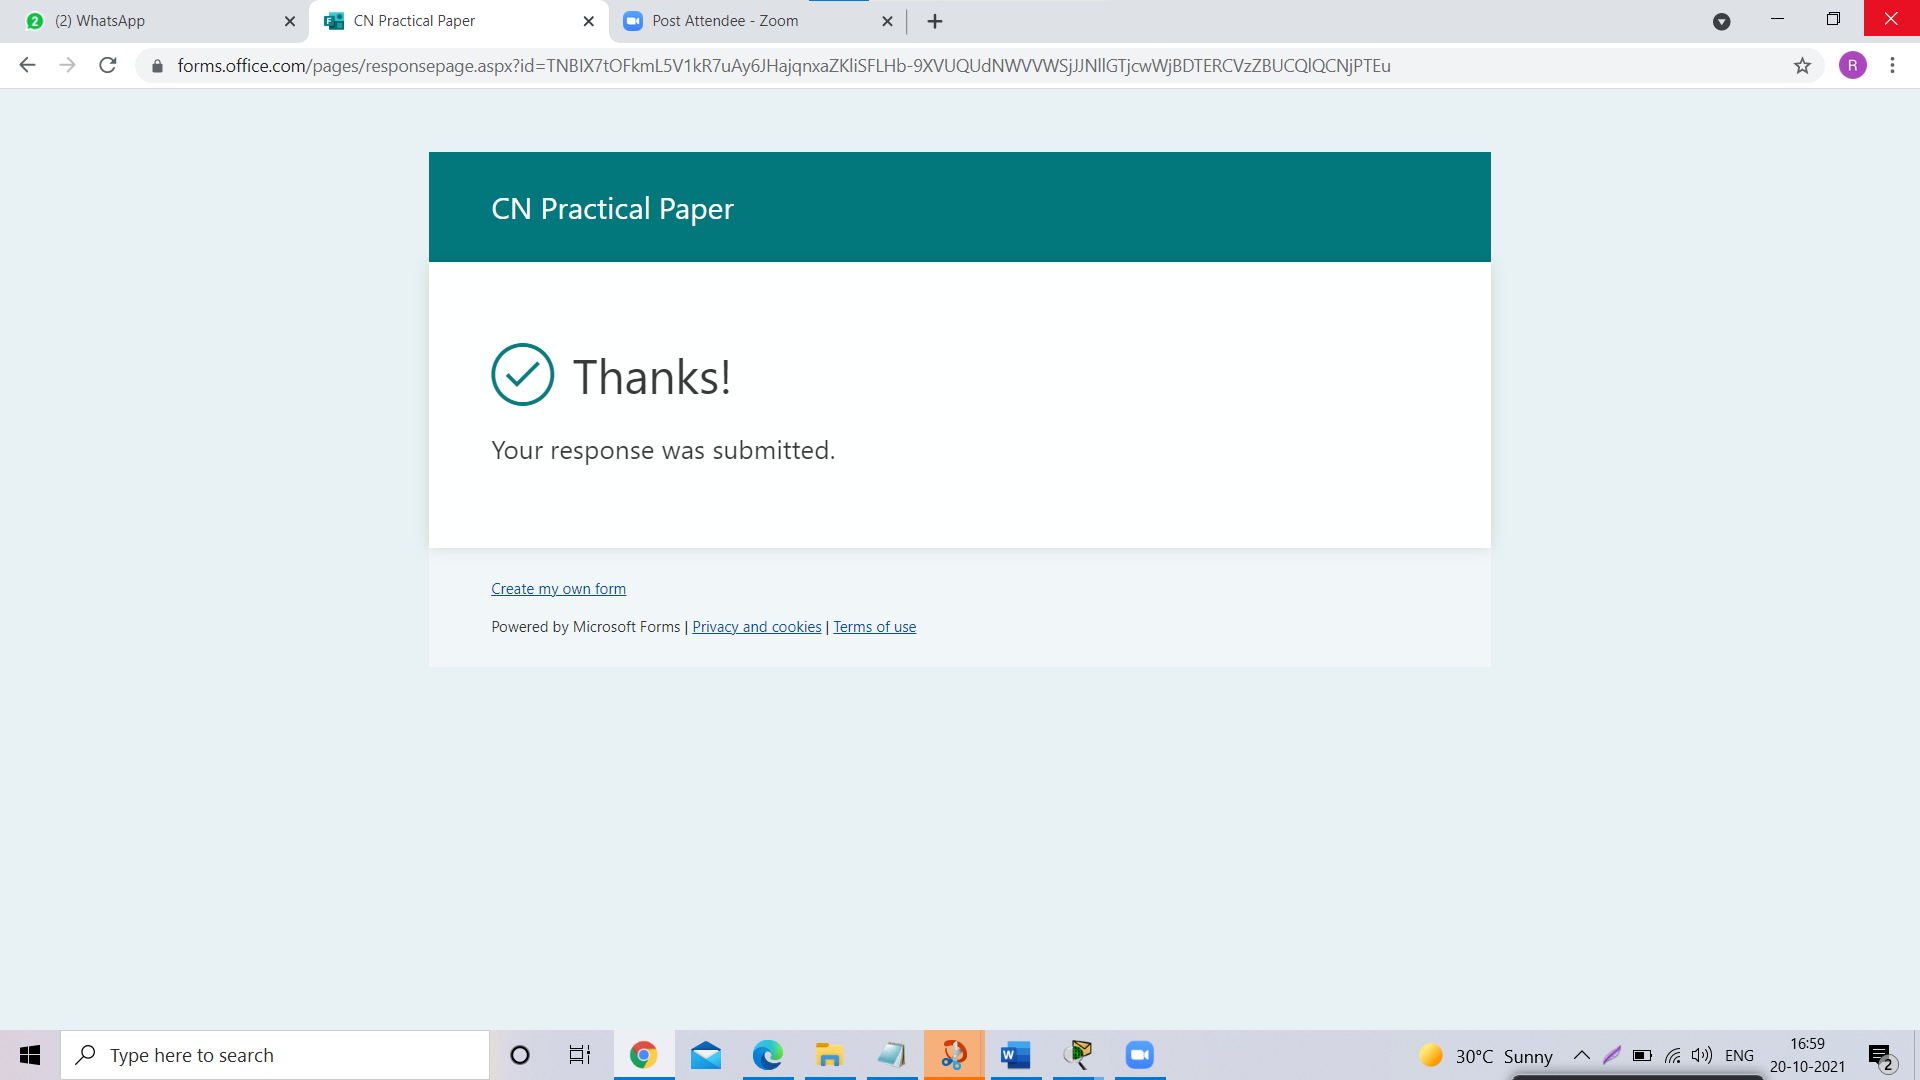 (2) WhatsApp
CN Practical Paper
Post Attendee - Zoom
forms.office.com/pages/responsepage.aspx?id=TNBIX7tOFkmL5V1kR7uAy6JHajqnxaZKliSFLHb-9XVUQUdNWVVWSjJJNllGTjcwWjBDTERCVzZBUCQlQCNjPTEu
R
CN Practical Paper
Thanks!
Your response was submitted.
Create my own form
Powered by Microsoft Forms | Privacy and cookies | Terms of use
Type here to search
30°C Sunny
ENG
16:59
20-10-2021
2